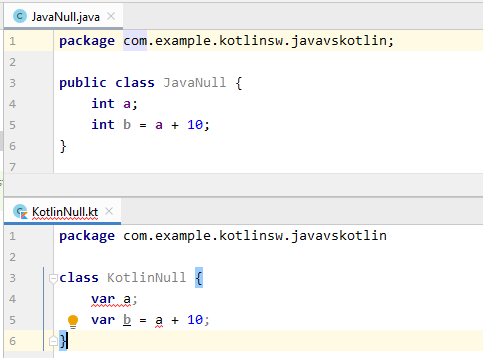 JavaNull.java
1 package com.example.kotlinsw.javavskotlin;
2
3 public class JavaNull {
4 int a;
5 int b = a + 10;
6 }
7
KotlinNull.kt
1 package com.example.kotlinsw.javavskotlin
2
3 class KotlinNull {
4 var a;
5 var b = a + 10;
6 }